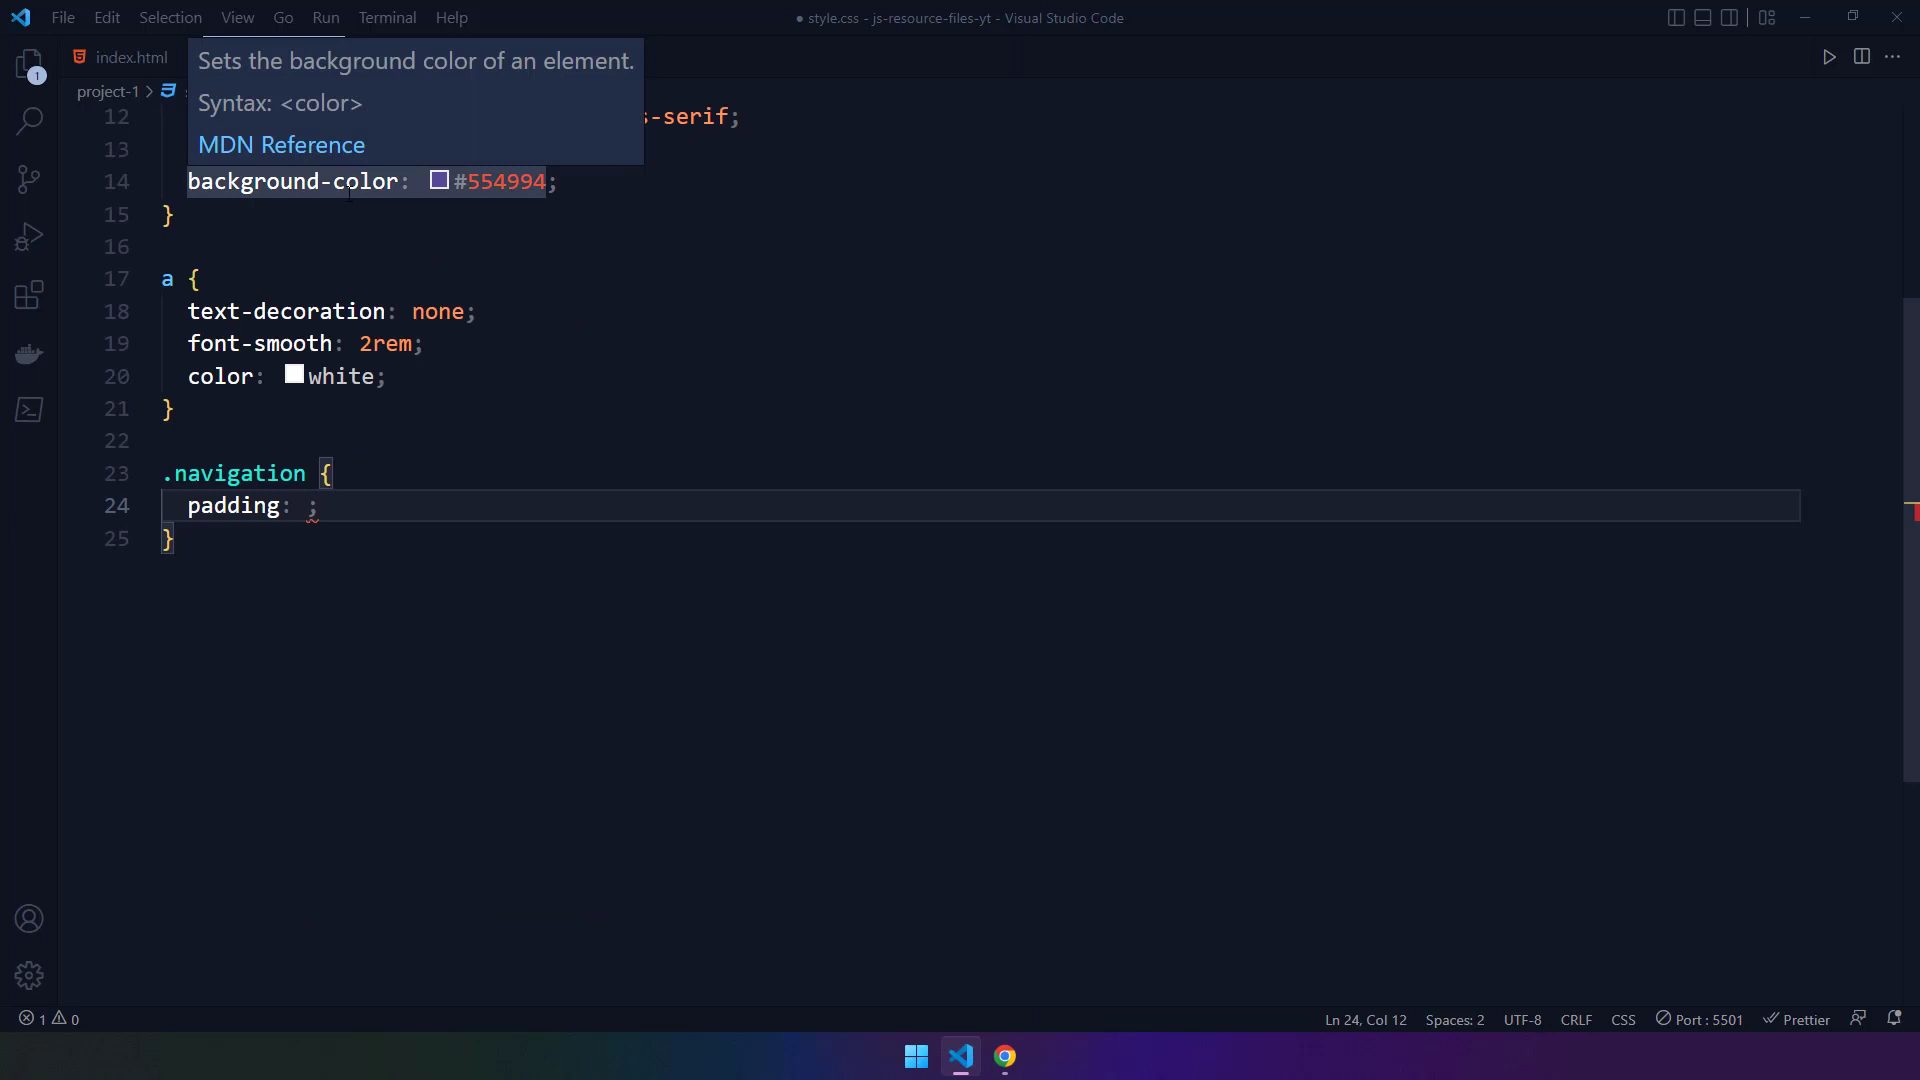 File Edit Selection View Go Run Terminal Help
● style.css - js-resource-files-yt - Visual Studio Code
index.html
project-1 >
Sets the background color of an element.
Syntax: <color>
MDN Reference
12 s-serif;
13
14 background-color: #554994;
15 }
16
17 a {
18 text-decoration: none;
19 font-smooth: 2rem;
20 color: white;
21 }
22
23 .navigation {
24 padding: ;
25 }
1
1 0
Ln 24, Col 12 Spaces: 2 UTF-8 CRLF CSS Port : 5501 Prettier